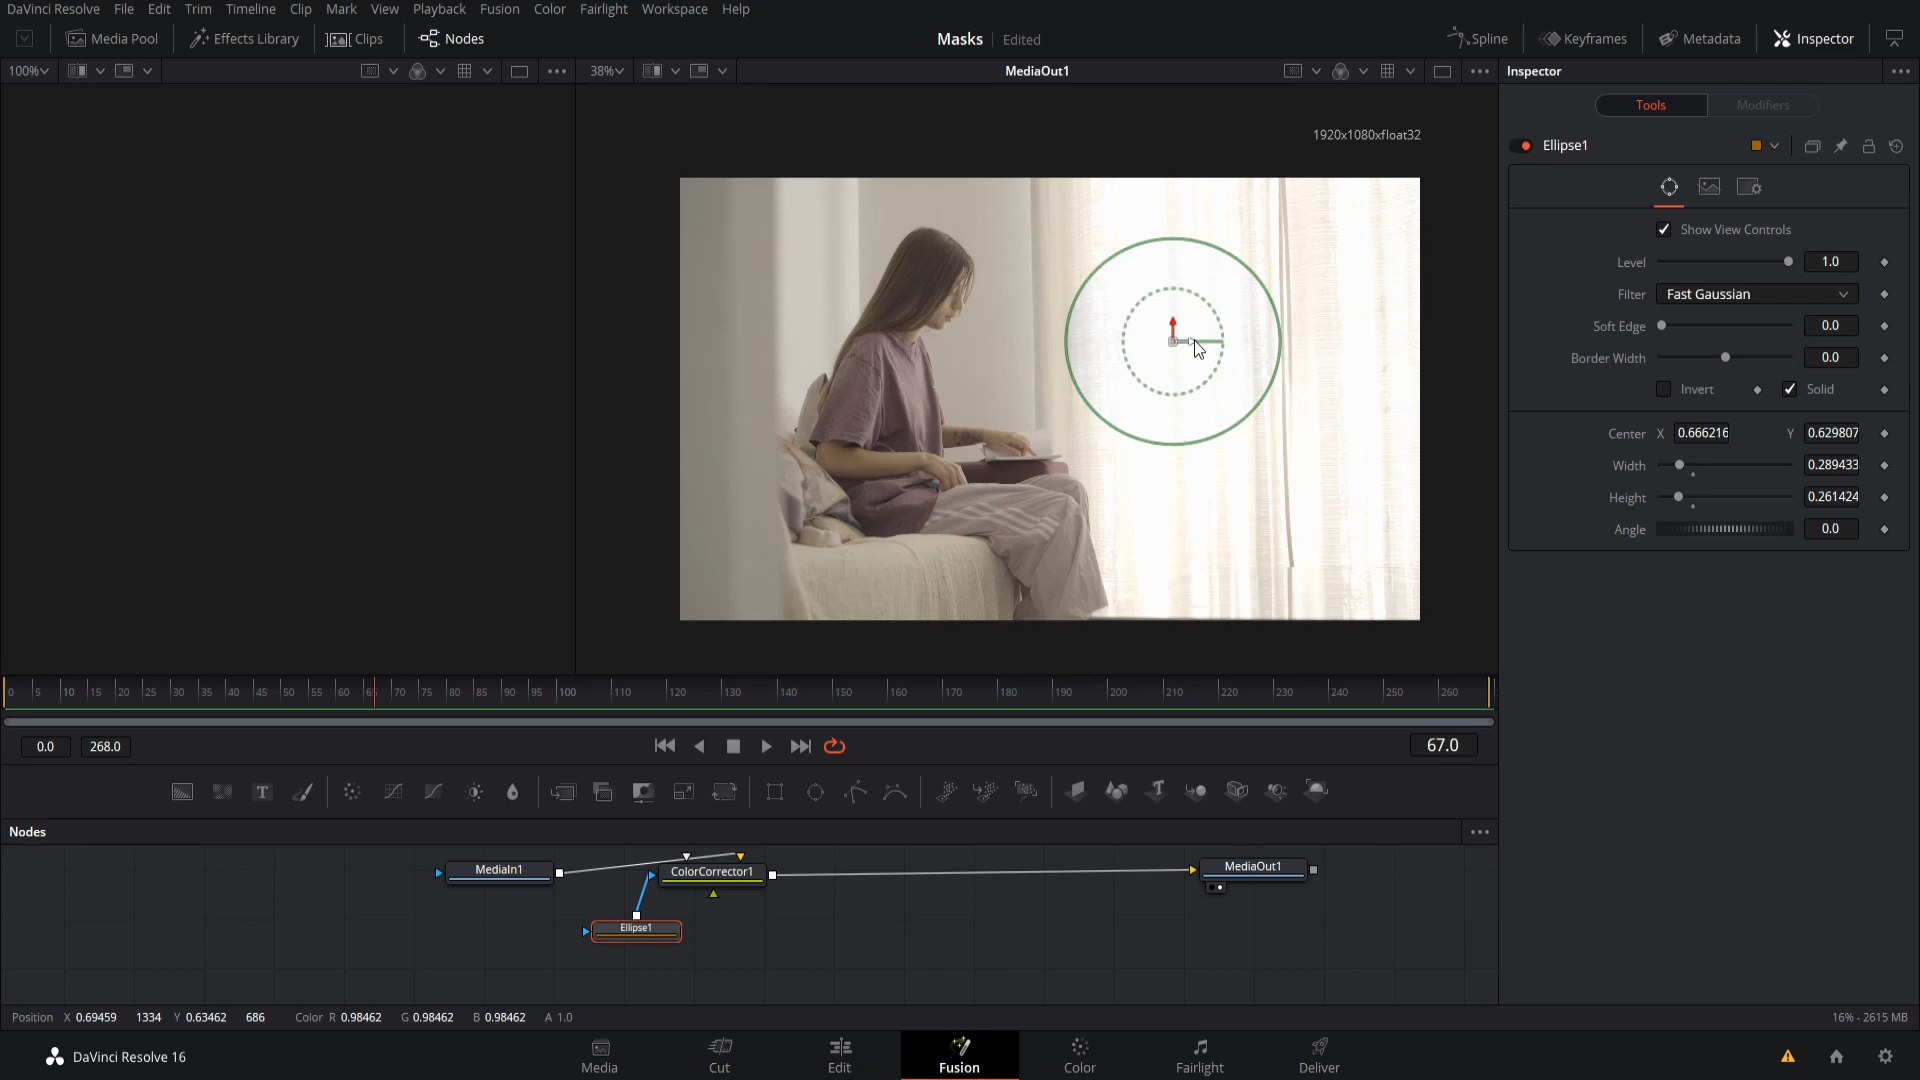 DaVinci Resolve File Edit Trim Timeline Clip Mark View Playback Fusion Color Fairlight Workspace Help
Media Pool Effects Library Clips Nodes Masks Edited Spline Keyframes Metadata Inspector
100% 38% MediaOut1 Inspector
Tools Modifiers
1920x1080xfloat32
Ellipse1
Show View Controls
Level 1.0
Filter Fast Gaussian
Soft Edge 0.0
Border Width 0.0
Invert Solid
Center X 0.666216 Y 0.629807
Width 0.289433
Height 0.261424
Angle 0.0
0 5 10 15 20 25 30 35 40 45 50 55 60 65 70 75 80 85 90 95 100 110 120 130 140 150 160 170 180 190 200 210 220 230 240 250 260
0.0 268.0 67.0
T T
Nodes
MediaIn1 ColorCorrector1 MediaOut1
Ellipse1
Position X 0.69459 1334 Y 0.63462 686 Color R 0.98462 G 0.98462 B 0.98462 A 1.0 16% - 2615 MB
DaVinci Resolve 16 Media Cut Edit Fusion Color Fairlight Deliver